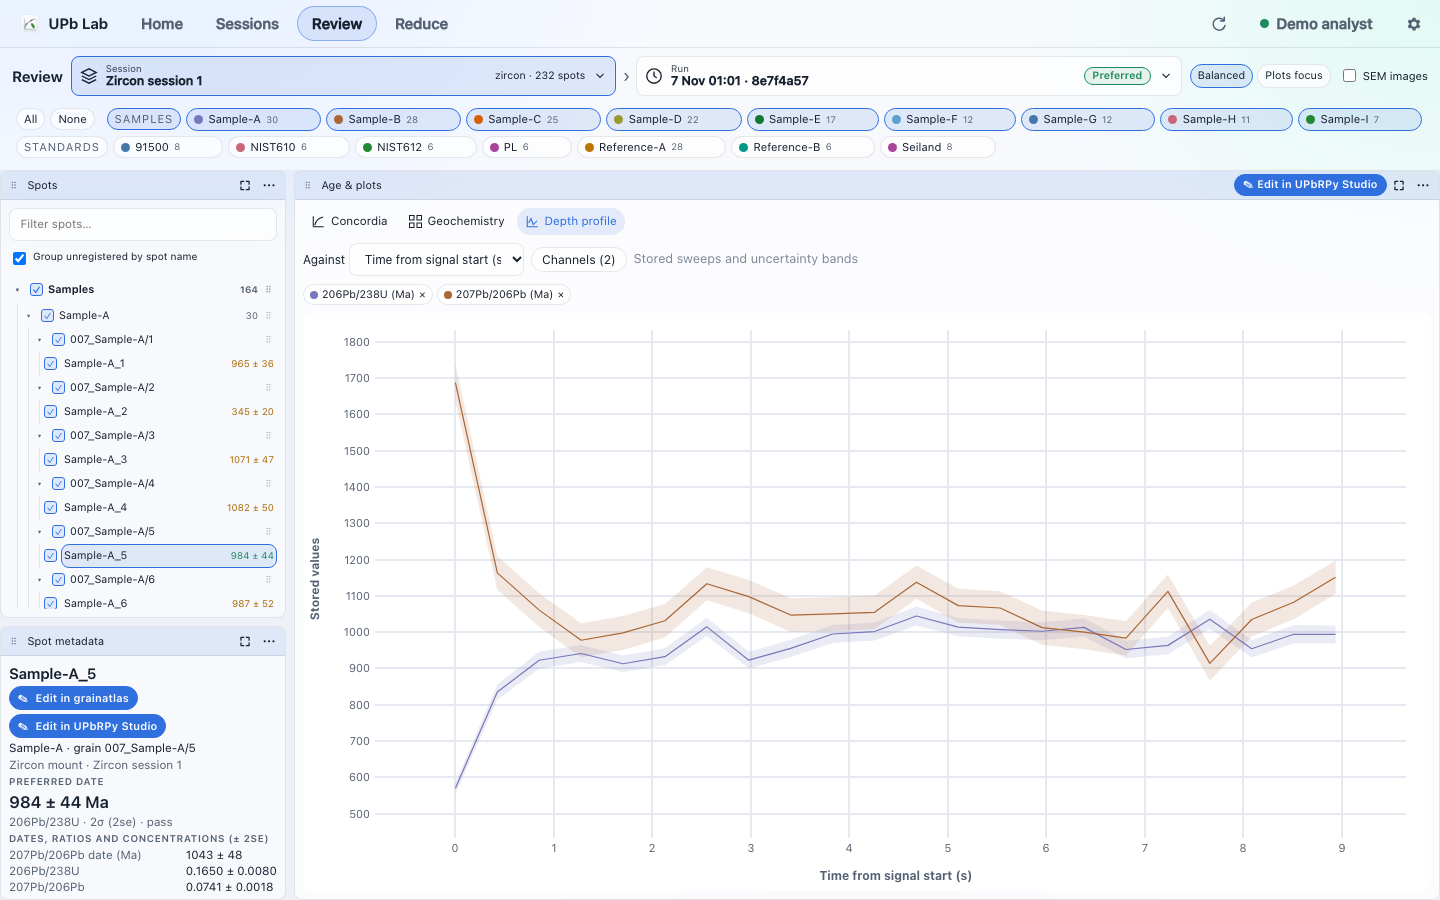 UPb Lab Home Sessions Review Reduce Demo analyst
Review
Session
Zircon session 1
zircon · 232 spots
›
Run
7 Nov 01:01 · 8e7f4a57
Preferred
Balanced Plots focus SEM images
All None SAMPLES Sample-A 30 Sample-B 28 Sample-C 25 Sample-D 22 Sample-E 17 Sample-F 12 Sample-G 12 Sample-H 11 Sample-I 7
STANDARDS 91500 8 NIST610 6 NIST612 6 PL 6 Reference-A 28 Reference-B 6 Seiland 8
Spots
Filter spots...
Group unregistered by spot name
Samples 164
Sample-A 30
007_Sample-A/1
Sample-A_1 965 ± 36
007_Sample-A/2
Sample-A_2 345 ± 20
007_Sample-A/3
Sample-A_3 1071 ± 47
007_Sample-A/4
Sample-A_4 1082 ± 50
007_Sample-A/5
Sample-A_5 984 ± 44
007_Sample-A/6
Sample-A_6 987 ± 52
Spot metadata
Sample-A_5
Edit in grainatlas
Edit in UPbRPy Studio
Sample-A · grain 007_Sample-A/5
Zircon mount · Zircon session 1
PREFERRED DATE
984 ± 44 Ma
206Pb/238U · 2σ (2se) · pass
DATES, RATIOS AND CONCENTRATIONS (± 2SE)
207Pb/206Pb date (Ma) 1043 ± 48
206Pb/238U 0.1650 ± 0.0080
207Pb/206Pb 0.0741 ± 0.0018
Age & plots
Edit in UPbRPy Studio
Concordia Geochemistry Depth profile
Against Time from signal start (s Channels (2) Stored sweeps and uncertainty bands
206Pb/238U (Ma) × 207Pb/206Pb (Ma) ×
1800
1700
1600
1500
1400
1300
1200
1100
1000
900
800
700
600
500
Stored values
0 1 2 3 4 5 6 7 8 9
Time from signal start (s)